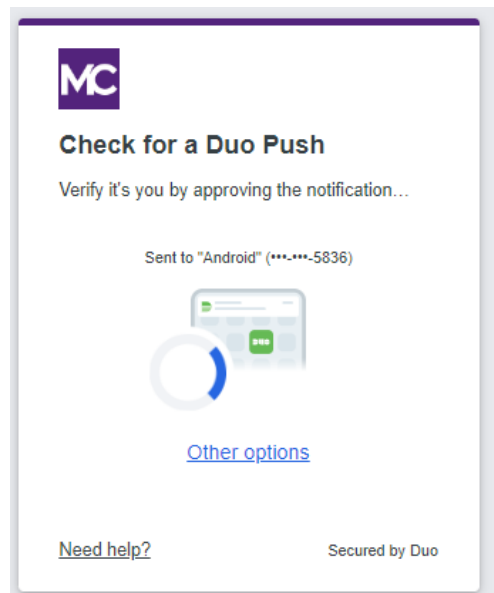 MC
Check for a Duo Push
Verify it's you by approving the notification...
Sent to "Android" (•••-•••-5836)
DUO
Other options
Need help?
Secured by Duo